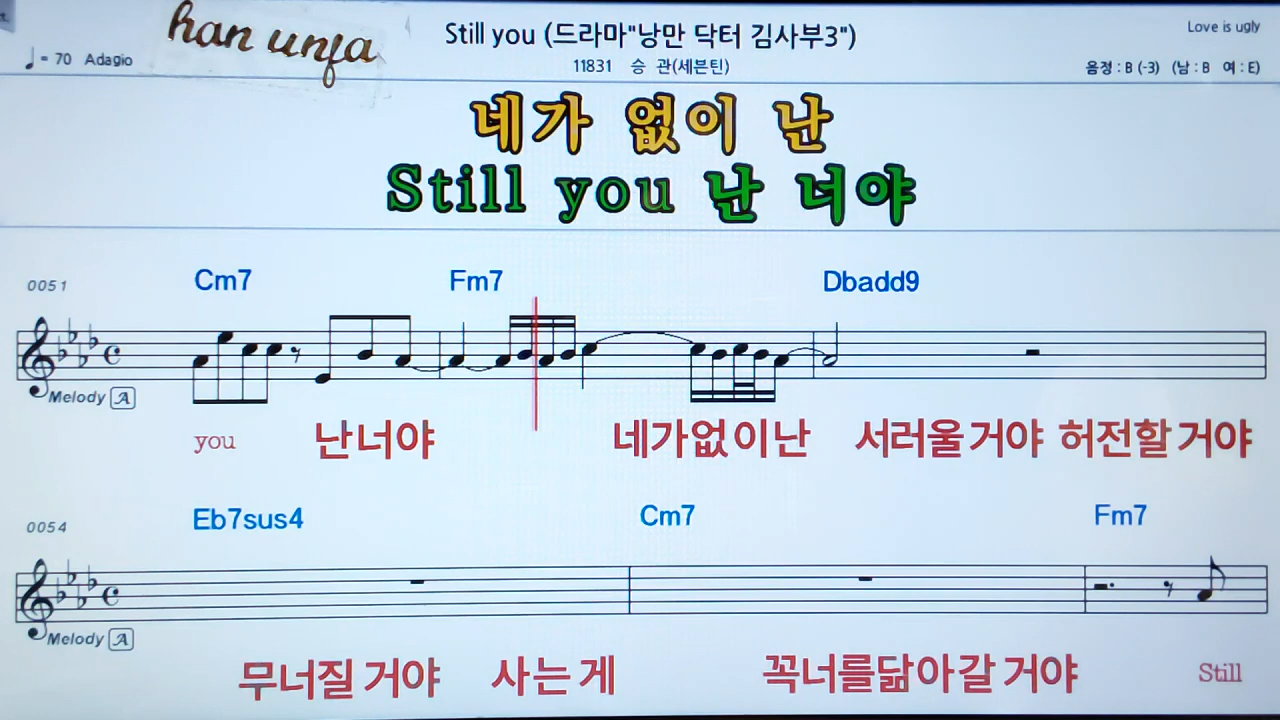 han unfa
Still you (드라마"낭만 닥터 김사부3")
Love is ugly
♩= 70 Adagio
11831 승 관(세븐틴)
음정 : B (-3) (남 : B 여 : E)
네가 없이 난
Still you 난 너야
0051
Cm7 Fm7 Dbadd9
Melody A
you 난너야 네가없이난 서러울거야 허전할거야
0054
Eb7sus4 Cm7 Fm7
Melody A
무너질거야 사는게 꼭너를닮아갈거야 Still